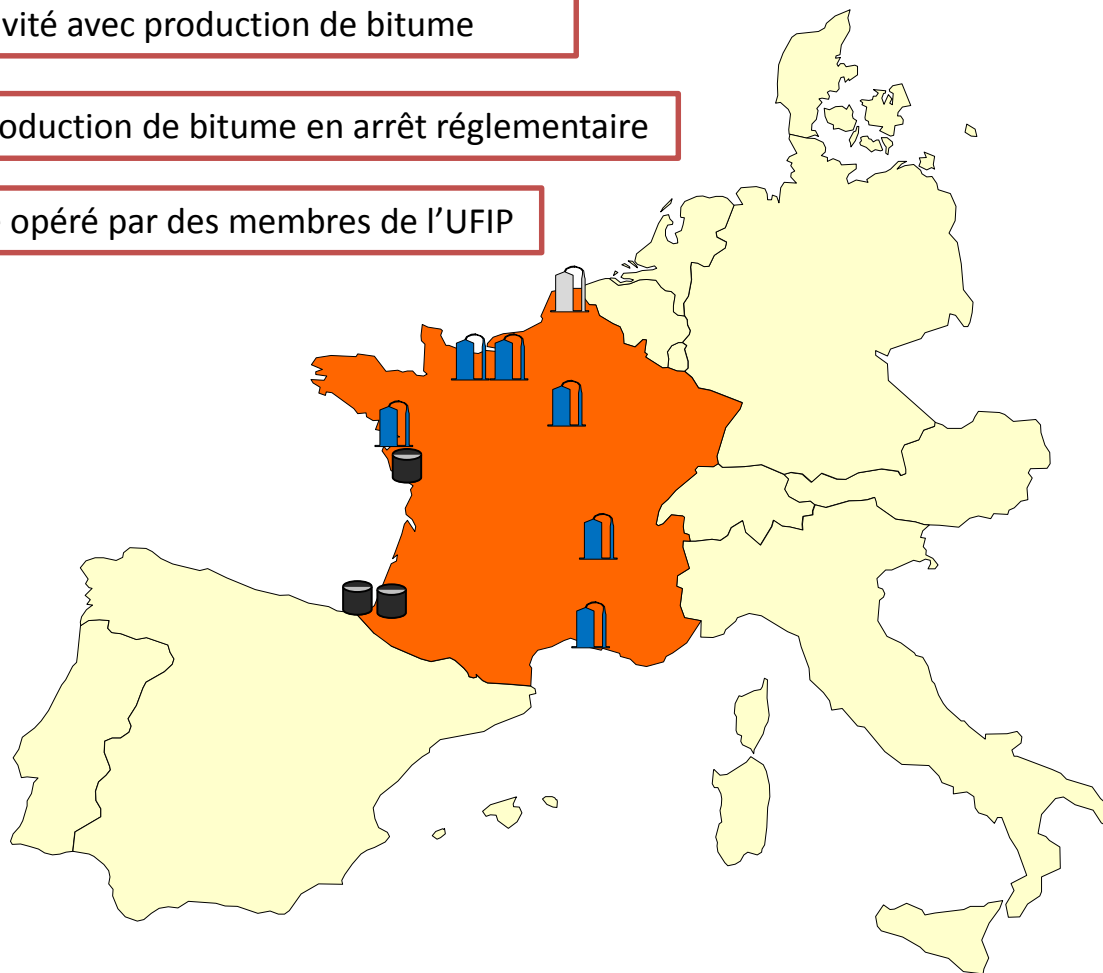 vité avec production de bitume
oduction de bitume en arrêt réglementaire
opéré par des membres de l'UFIP